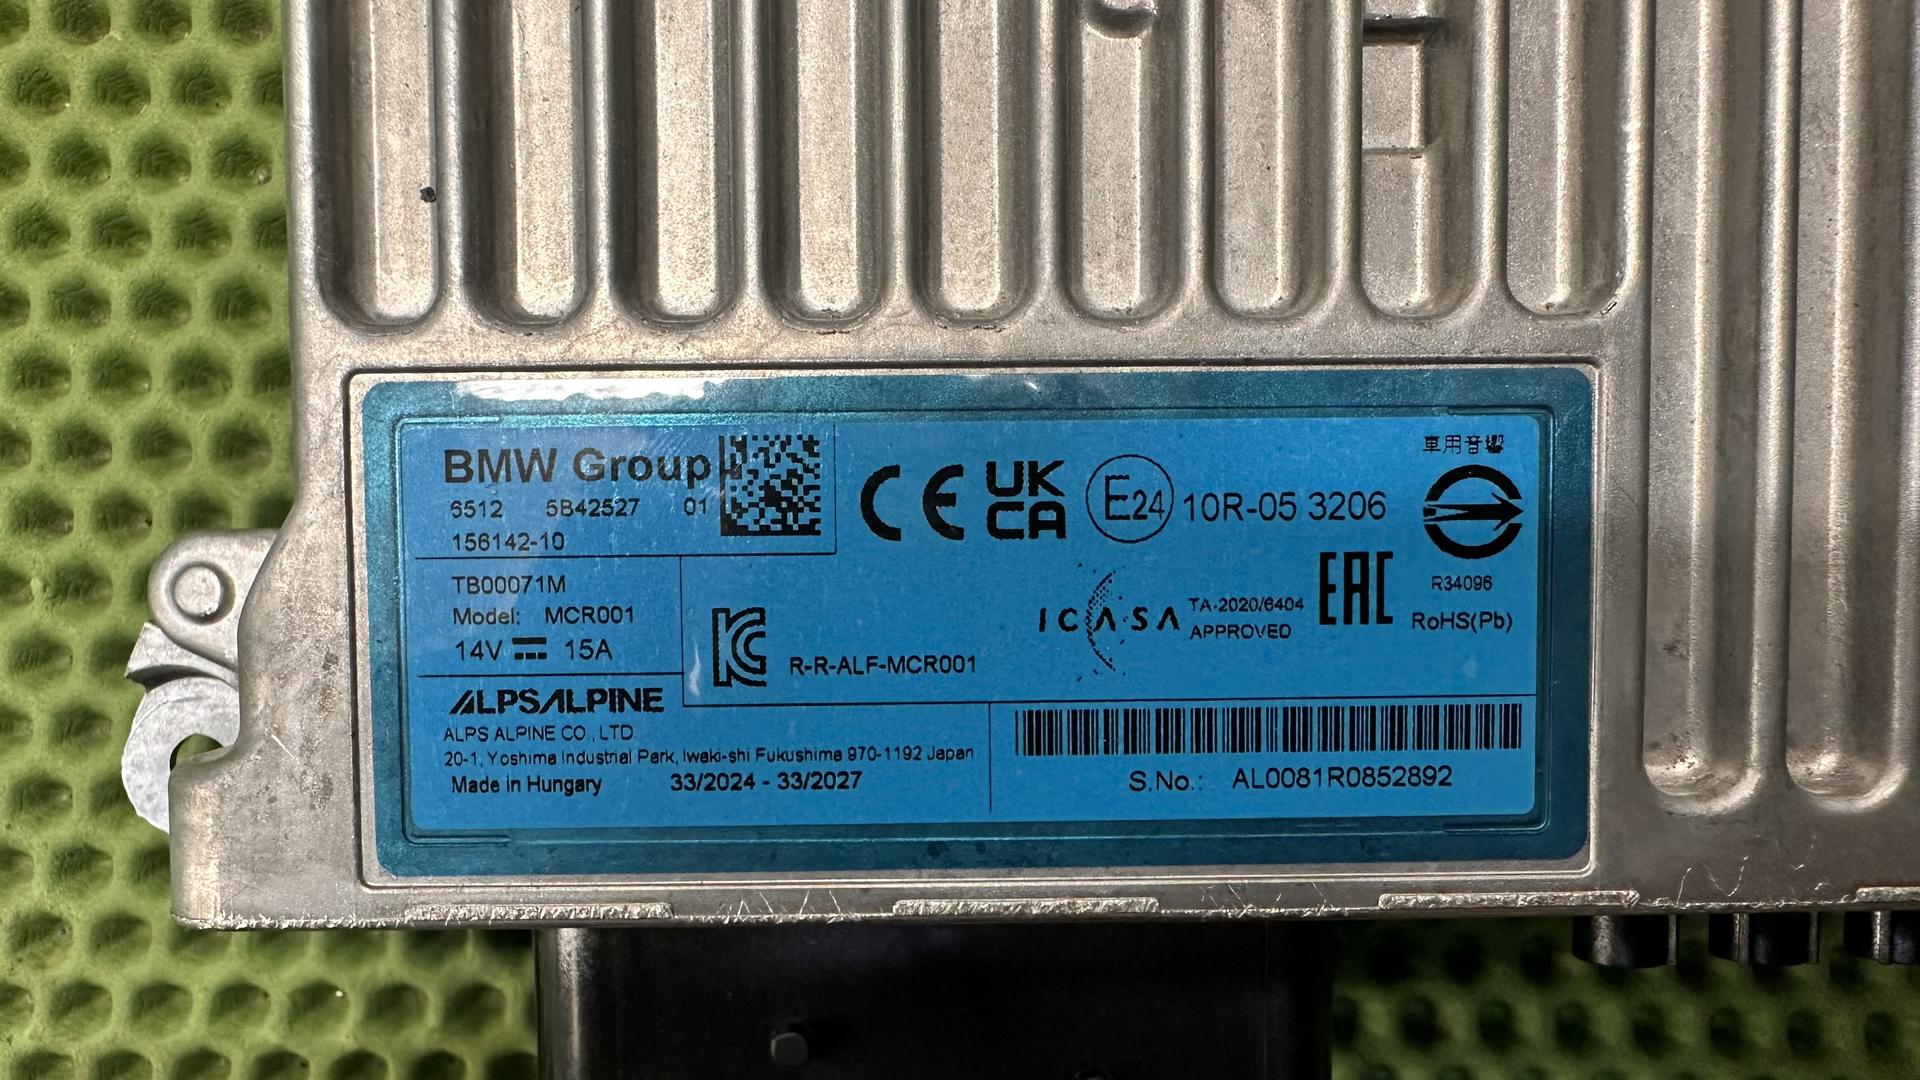 BMW Group
6512 5B42527 01
156142-10
CE UK CA E24 10R-05 3206
車用音響
R34096
RoHS(Pb)
TB00071M
Model: MCR001
14V 15A
R-R-ALF-MCR001
ICASA TA-2020/6404
APPROVED
EAC
ALPSALPINE
ALPS ALPINE CO., LTD.
20-1, Yoshima Industrial Park, Iwaki-shi Fukushima 970-1192 Japan
Made in Hungary 33/2024 - 33/2027
S.No.: AL0081R0852892